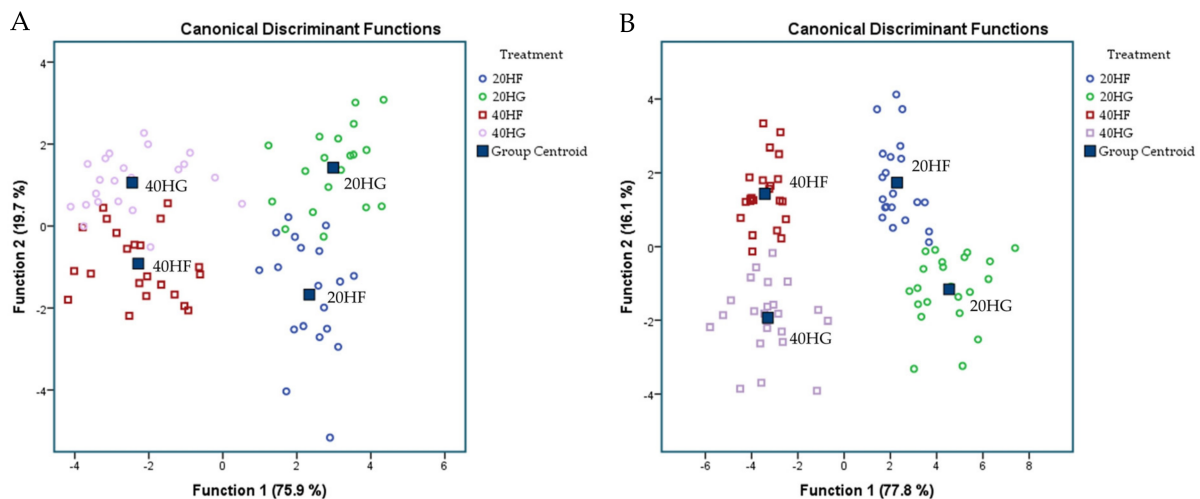 A
Canonical Discriminant Functions
Treatment
20HF
20HG
40HF
40HG
Group Centroid
4
2
0
-2
-4
Function 2 (19.7 %)
40HG
20HG
40HF
20HF
-4
-2
0
2
4
6
Function 1 (75.9 %)
B
Canonical Discriminant Functions
Treatment
20HF
20HG
40HF
40HG
Group Centroid
4
2
0
-2
-4
Function 2 (16.1 %)
40HF
20HF
20HG
40HG
-6
-4
-2
0
2
4
6
8
Function 1 (77.8 %)